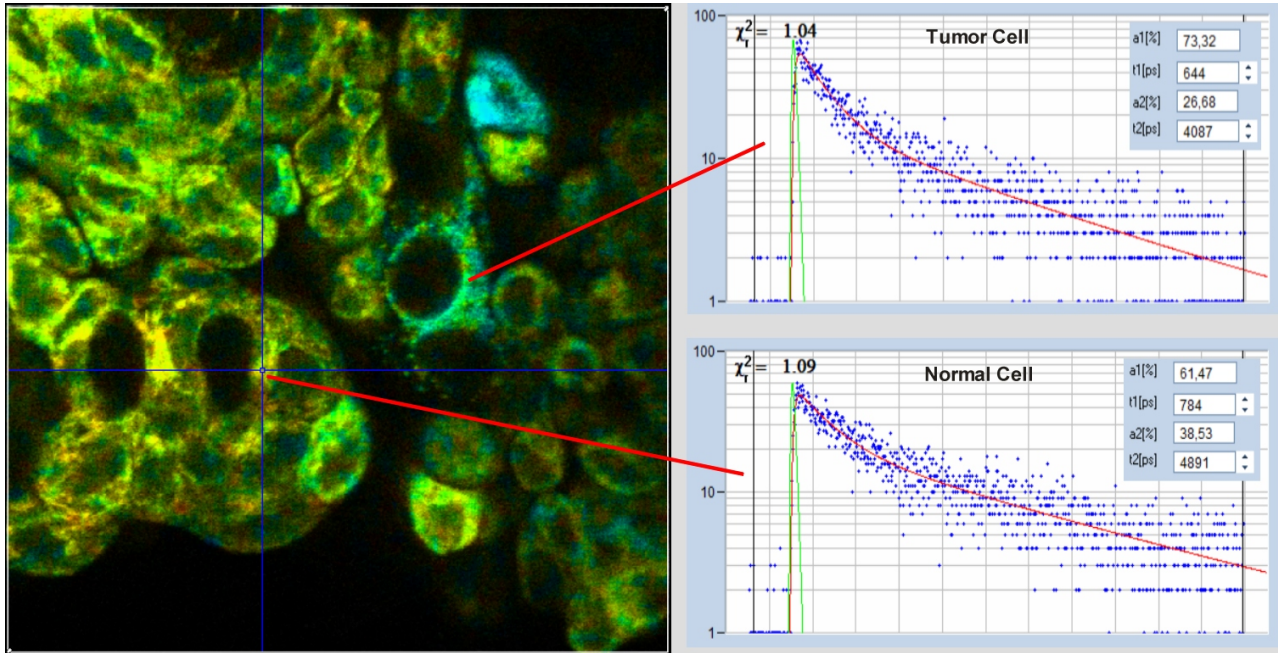 100
χ²r = 1.04
Tumor Cell
a1[%] 73,32
t1[ps] 644
a2[%] 26,68
t2[ps] 4087
10
1
100
χ²r = 1.09
Normal Cell
a1[%] 61,47
t1[ps] 784
a2[%] 38,53
t2[ps] 4891
10
1